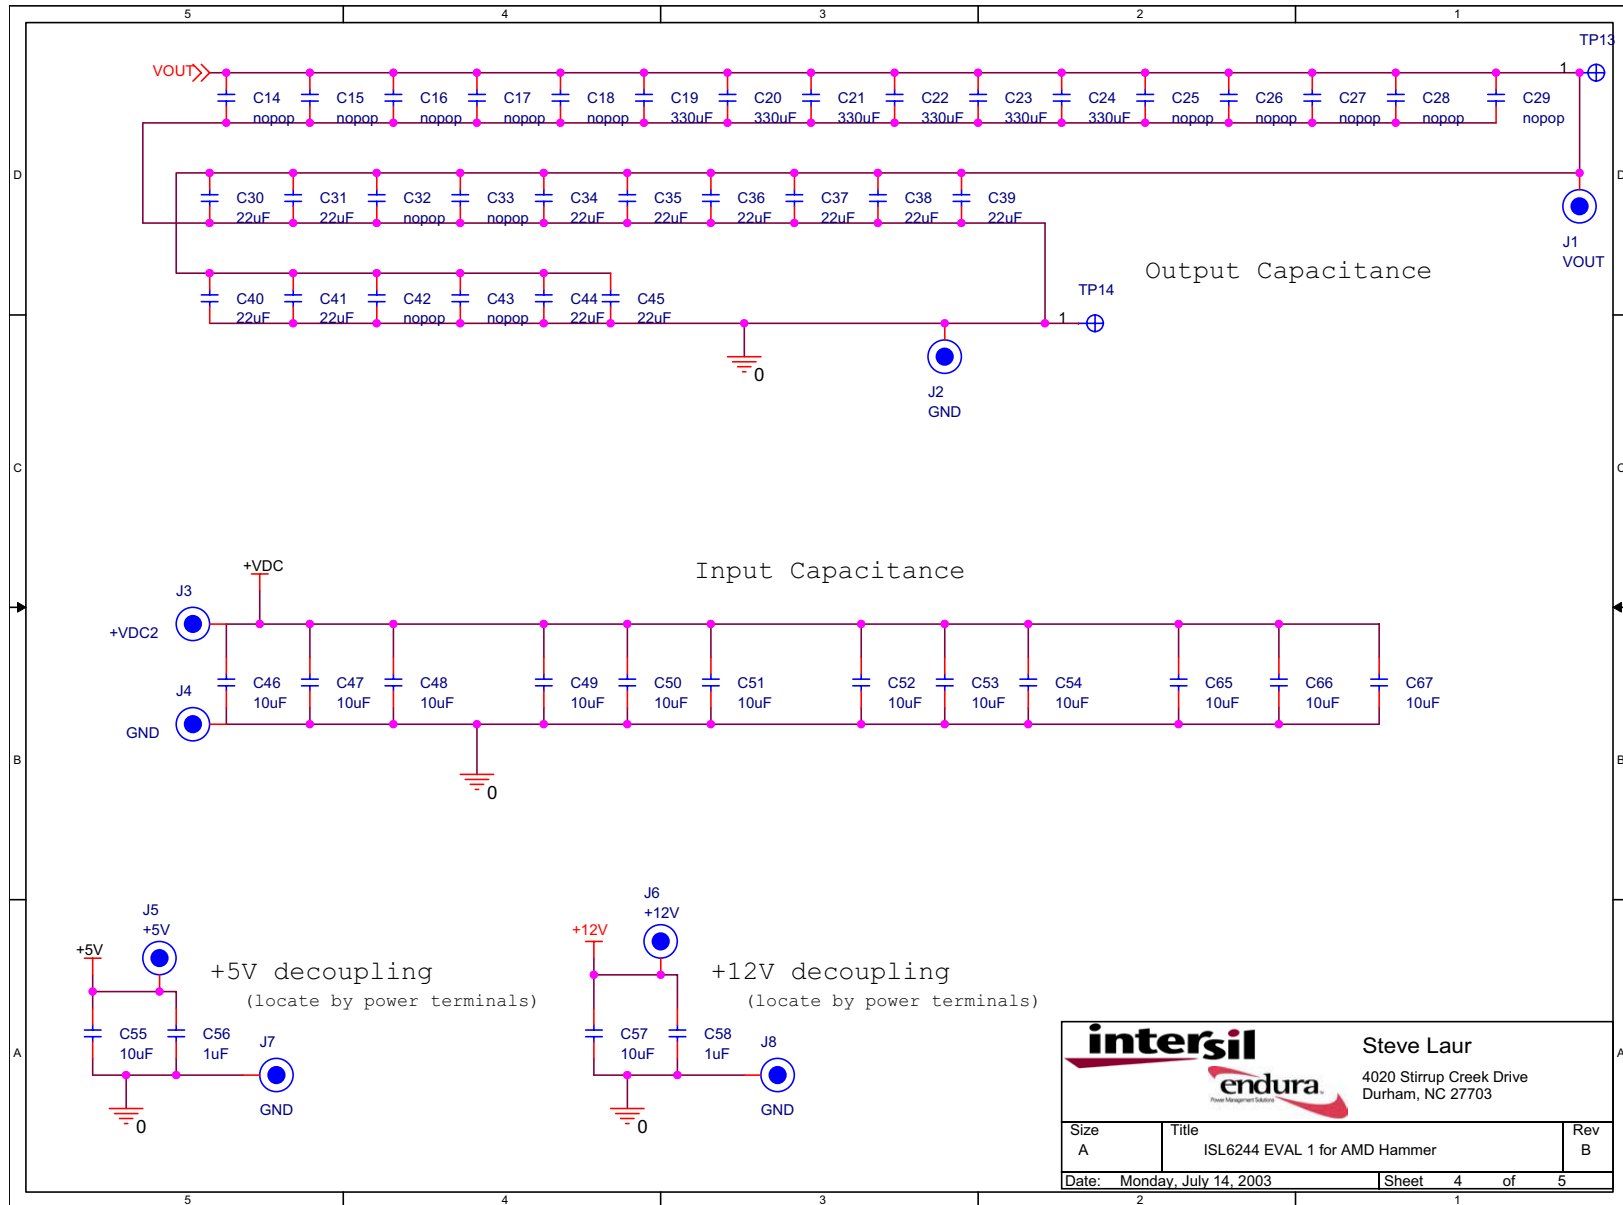 5 4 3 2 1
TP13
VOUT
1
C14 C15 C16 C17 C18 C19 C20 C21 C22 C23 C24 C25 C26 C27 C28 C29
nopop nopop nopop nopop nopop 330uF 330uF 330uF 330uF 330uF 330uF nopop nopop nopop nopop nopop
D D
C30 C31 C32 C33 C34 C35 C36 C37 C38 C39
22uF 22uF nopop nopop 22uF 22uF 22uF 22uF 22uF 22uF
J1
VOUT
Output Capacitance
TP14
C40 C41 C42 C43 C44 C45
22uF 22uF nopop nopop 22uF 22uF
1
0
J2
GND
C C
+VDC
Input Capacitance
J3
+VDC2
C46 C47 C48 C49 C50 C51 C52 C53 C54 C65 C66 C67
10uF 10uF 10uF 10uF 10uF 10uF 10uF 10uF 10uF 10uF 10uF 10uF
J4
GND
B B
0
J5
+5V
+5V
+5V decoupling
(locate by power terminals)
C55 C56
10uF 1uF
J7
GND
0
J6
+12V
+12V
+12V decoupling
(locate by power terminals)
C57 C58
10uF 1uF
J8
GND
0
A A
intersil
endura
Power Management Solutions
Steve Laur
4020 Stirrup Creek Drive
Durham, NC 27703
Size Title Rev
A ISL6244 EVAL 1 for AMD Hammer B
Date: Monday, July 14, 2003 Sheet 4 of 5
5 4 3 2 1